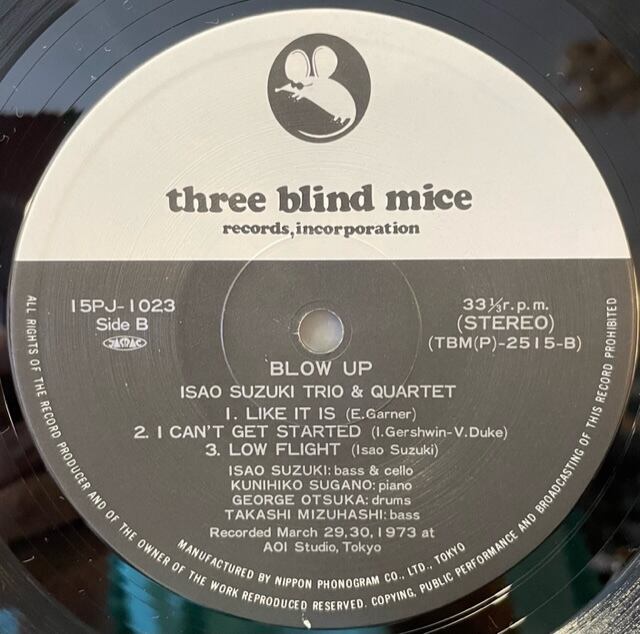 three blind mice
records, incorporation
15PJ-1023
Side B
JASRAC
33⅓ r.p.m.
(STEREO)
(TBM(P)-2515-B)
BLOW UP
ISAO SUZUKI TRIO & QUARTET
1. LIKE IT IS (E.Garner)
2. I CAN'T GET STARTED (I.Gershwin-V.Duke)
3. LOW FLIGHT (Isao Suzuki)
ISAO SUZUKI: bass & cello
KUNIHIKO SUGANO: piano
GEORGE OTSUKA: drums
TAKASHI MIZUHASHI: bass
Recorded March 29,30, 1973 at
AOI Studio, Tokyo
MANUFACTURED BY NIPPON PHONOGRAM CO., LTD., TOKYO
ALL RIGHTS OF THE RECORD PRODUCER AND OF THE OWNER OF THE WORK REPRODUCED RESERVED. COPYING, PUBLIC PERFORMANCE AND BROADCASTING OF THIS RECORD PROHIBITED